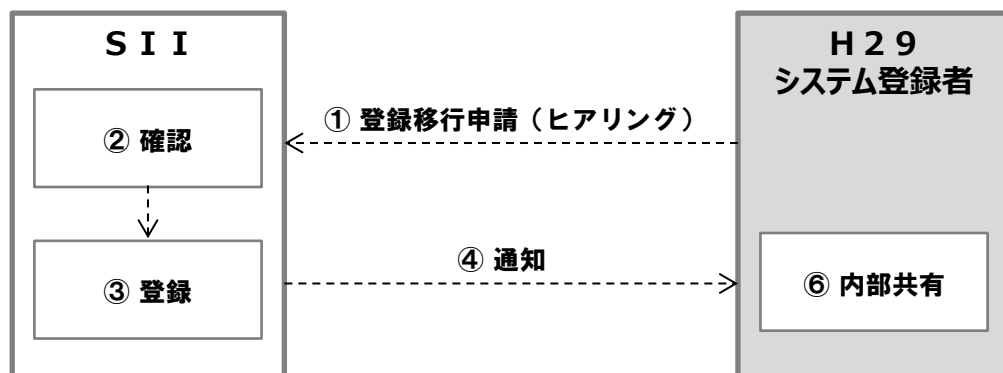 ＳＩＩ
Ｈ２９
システム登録者
① 登録移行申請（ヒアリング）
② 確認
③ 登録
④ 通知
⑥ 内部共有